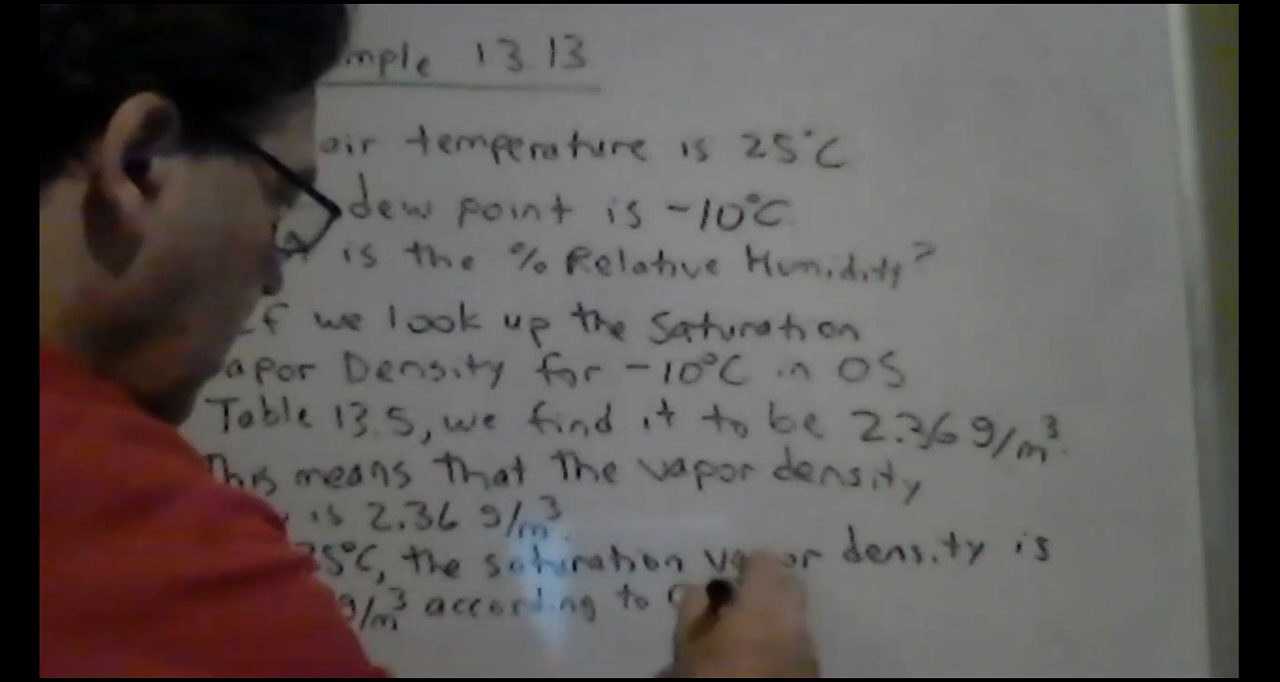 mple 13.13
air temperature is 25°C
dew point is -10°C
is the % Relative Humidity?
If we look up the Saturation
apor Density for -10°C in OS
Table 13.5, we find it to be 2.36 g/m³.
This means that the vapor density
is 2.36 g/m³.
25°C, the saturation vapor density is
g/m³ according to